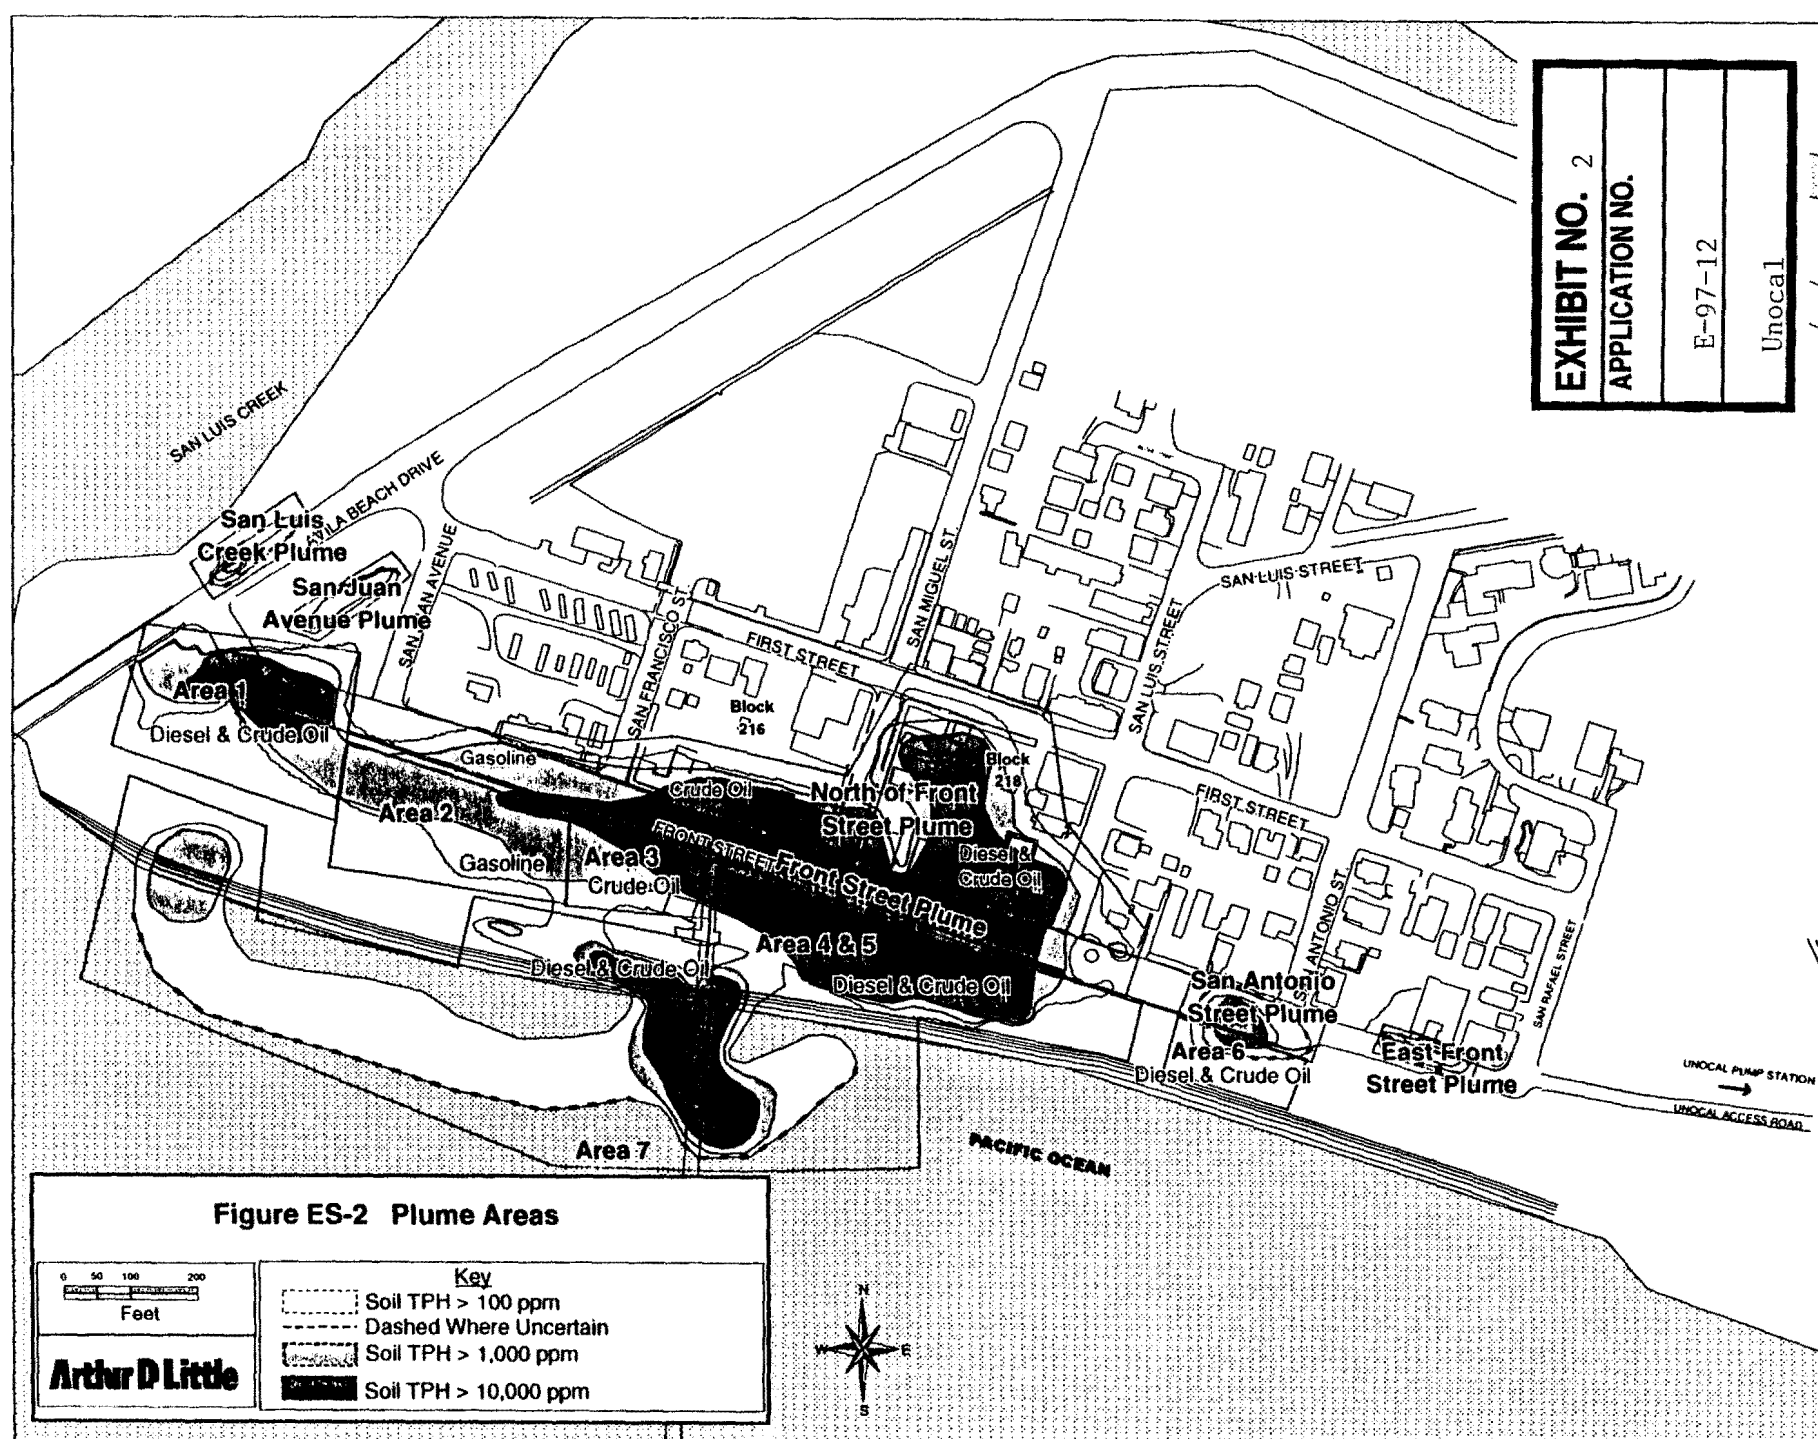 EXHIBIT NO. 2
APPLICATION NO.
E-97-12
Unocal
SAN LUIS CREEK
AVILA BEACH DRIVE
San Luis
Creek Plume
San Juan
Avenue Plume
SAN JUAN AVENUE
SAN FRANCISCO ST.
FIRST STREET
SAN MIGUEL ST.
SAN LUIS STREET
SAN LUIS STREET
Block
216
Block
218
Area 1
Diesel & Crude Oil
Gasoline
Crude Oil
North of Front
Street Plume
FIRST STREET
Area 2
FRONT STREET
Front Street Plume
Gasoline
Area 3
Crude Oil
Diesel &
Crude Oil
Area 4 & 5
Diesel & Crude Oil
Diesel & Crude Oil
SAN ANTONIO ST.
SAN RAFAEL STREET
San Antonio
Street Plume
Area 6
Diesel & Crude Oil
East Front
Street Plume
UNOCAL PUMP STATION
UNOCAL ACCESS ROAD
Area 7
PACIFIC OCEAN
Figure ES-2 Plume Areas
0 50 100 200
Feet
Arthur D Little
Key
Soil TPH > 100 ppm
Dashed Where Uncertain
Soil TPH > 1,000 ppm
Soil TPH > 10,000 ppm
N
W E
S